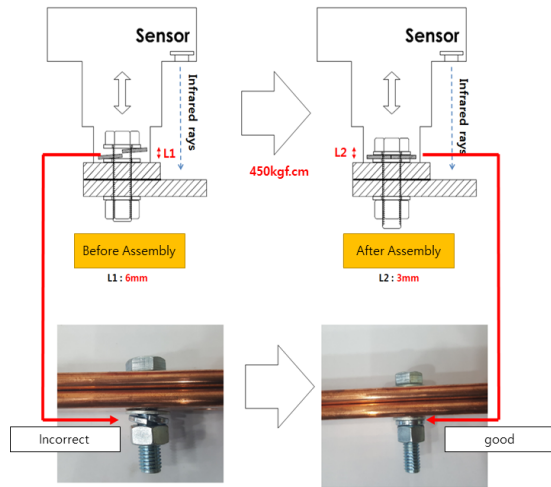 Sensor
Infrared rays
L1
450kgf.cm
Sensor
Infrared rays
L2
Before Assembly
L1 : 6mm
After Assembly
L2 : 3mm
Incorrect
good